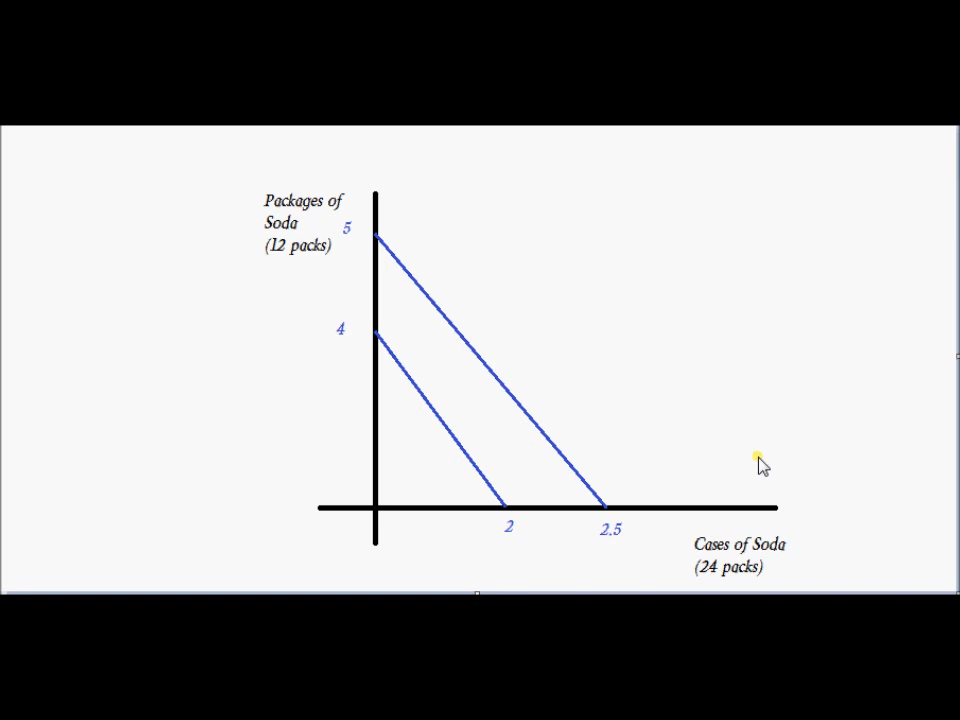 Packages of
Soda
(12 packs)
5
4
2
2.5
Cases of Soda
(24 packs)